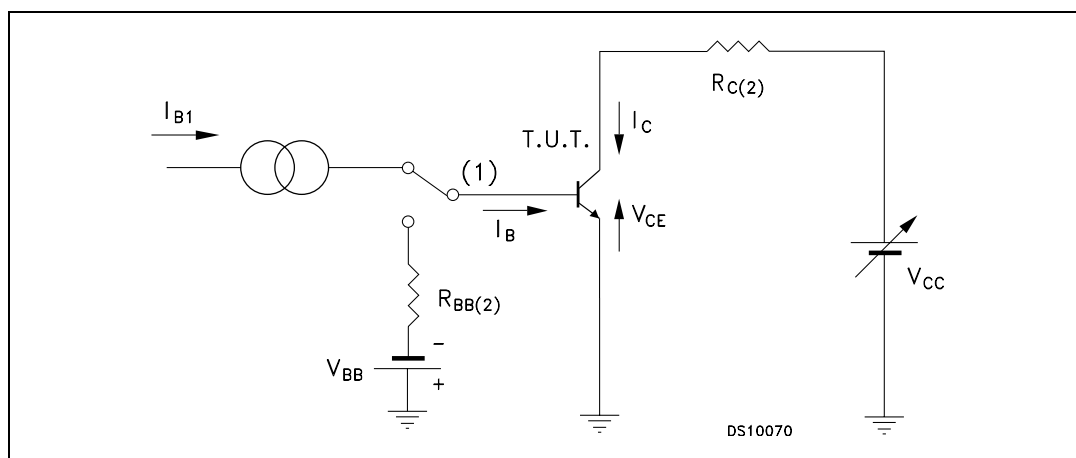 R_C(2)
I_B1
I_C
T.U.T.
(1)
V_CE
I_B
V_CC
R_BB(2)
V_BB
-
+
DS10070